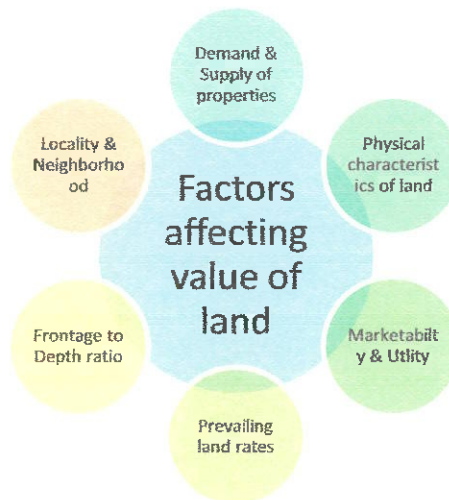 Demand &
Supply of
properties
Locality &
Neighborho
od
Physical
characterist
ics of land
Factors
affecting
value of
land
Frontage to
Depth ratio
Marketabilt
y & Utlity
Prevailing
land rates